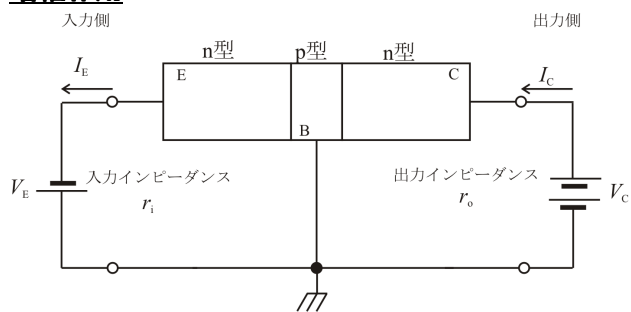 入力側
出力側
n型
p型
n型
I_E
E
C
I_C
B
V_E
入力インピーダンス
r_i
出力インピーダンス
r_o
V_C